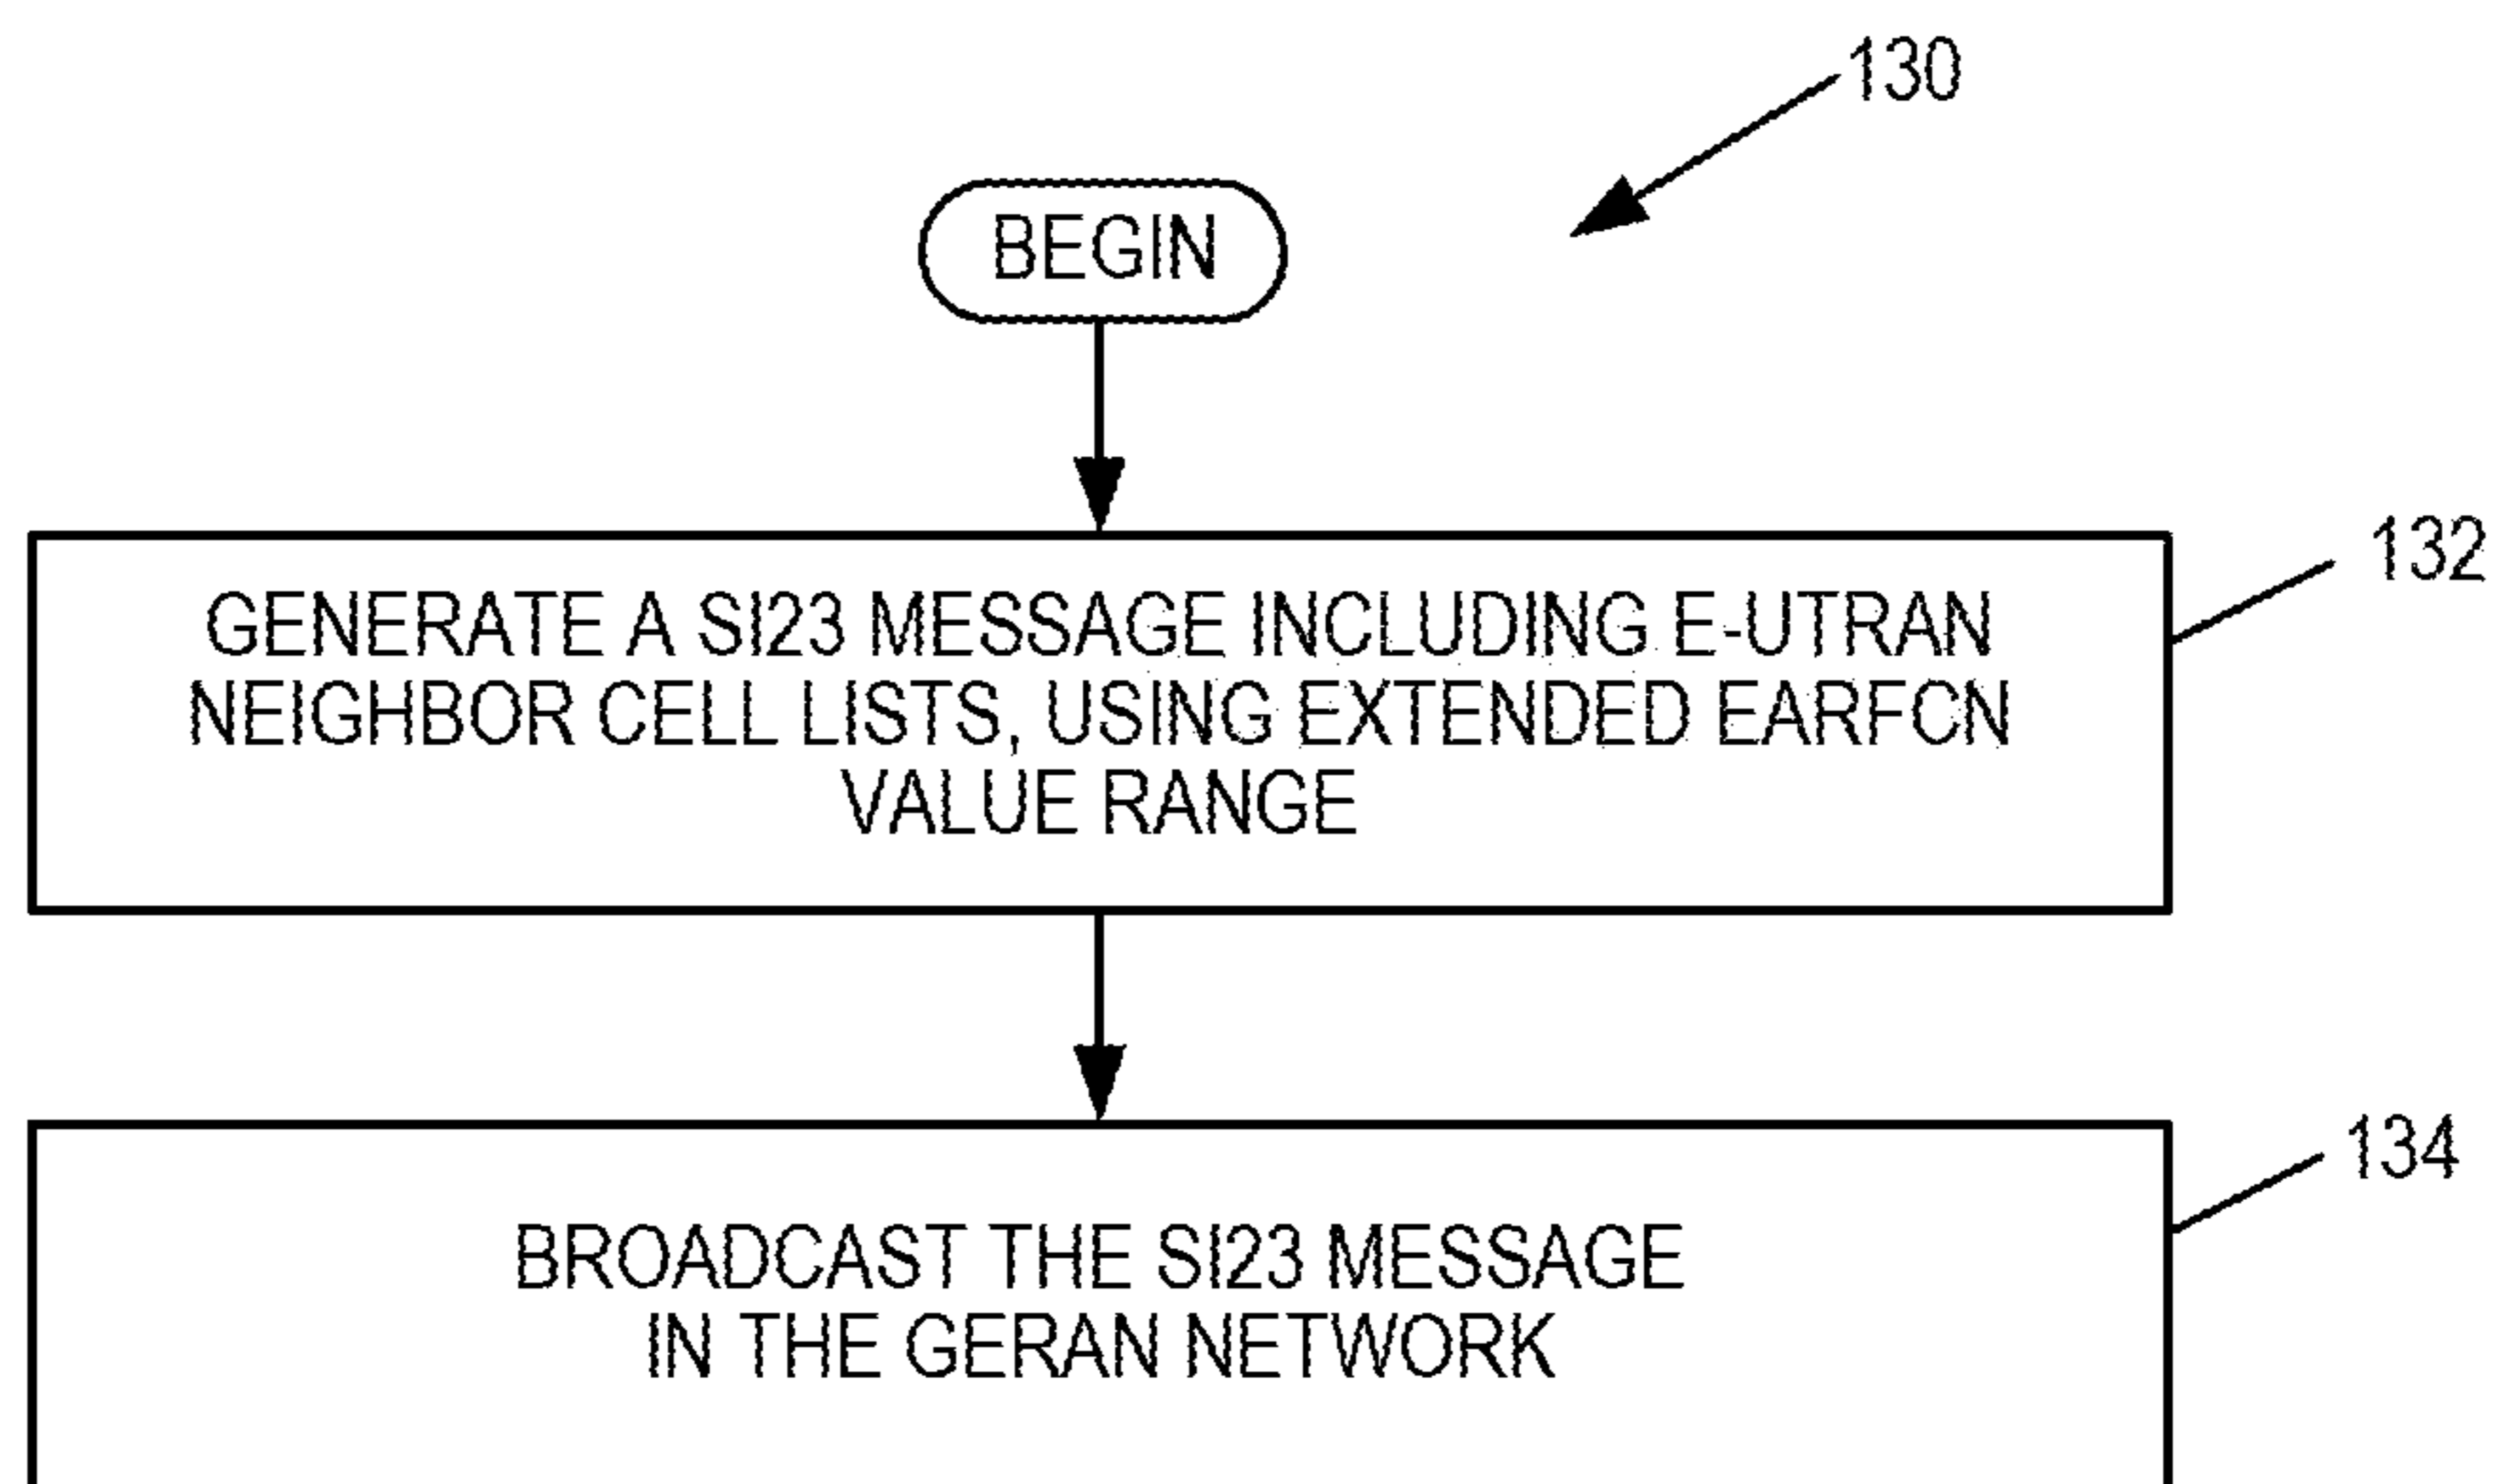 130
BEGIN
132
GENERATE A SI23 MESSAGE INCLUDING E-UTRAN
NEIGHBOR CELL LISTS, USING EXTENDED EARFCN
VALUE RANGE
134
BROADCAST THE SI23 MESSAGE
IN THE GERAN NETWORK